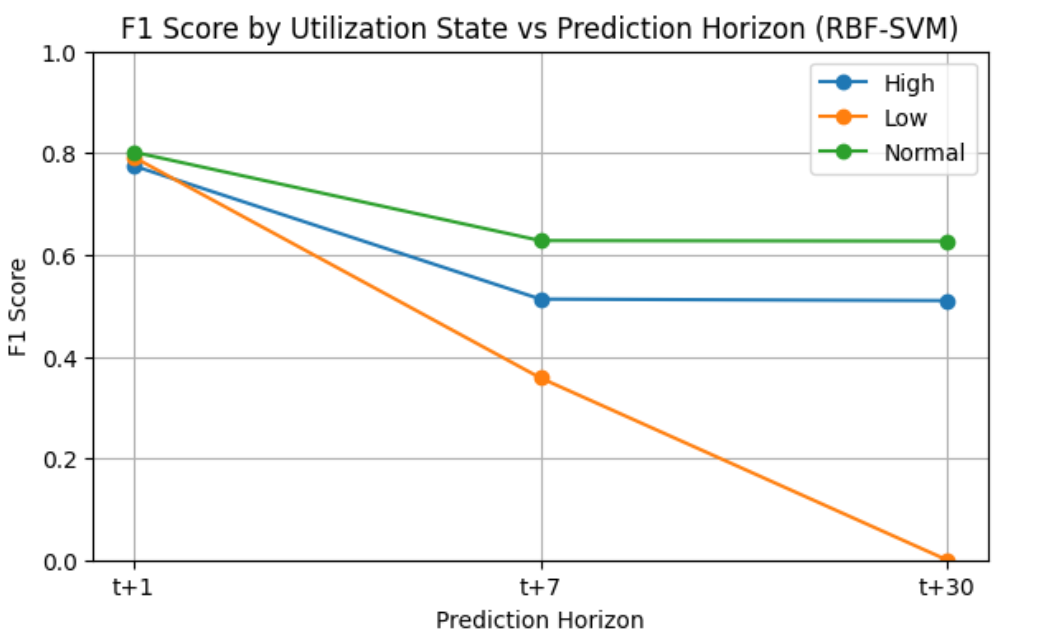 F1 Score by Utilization State vs Prediction Horizon (RBF-SVM)
1.0
0.8
0.6
0.4
0.2
0.0
F1 Score
High
Low
Normal
t+1
t+7
t+30
Prediction Horizon